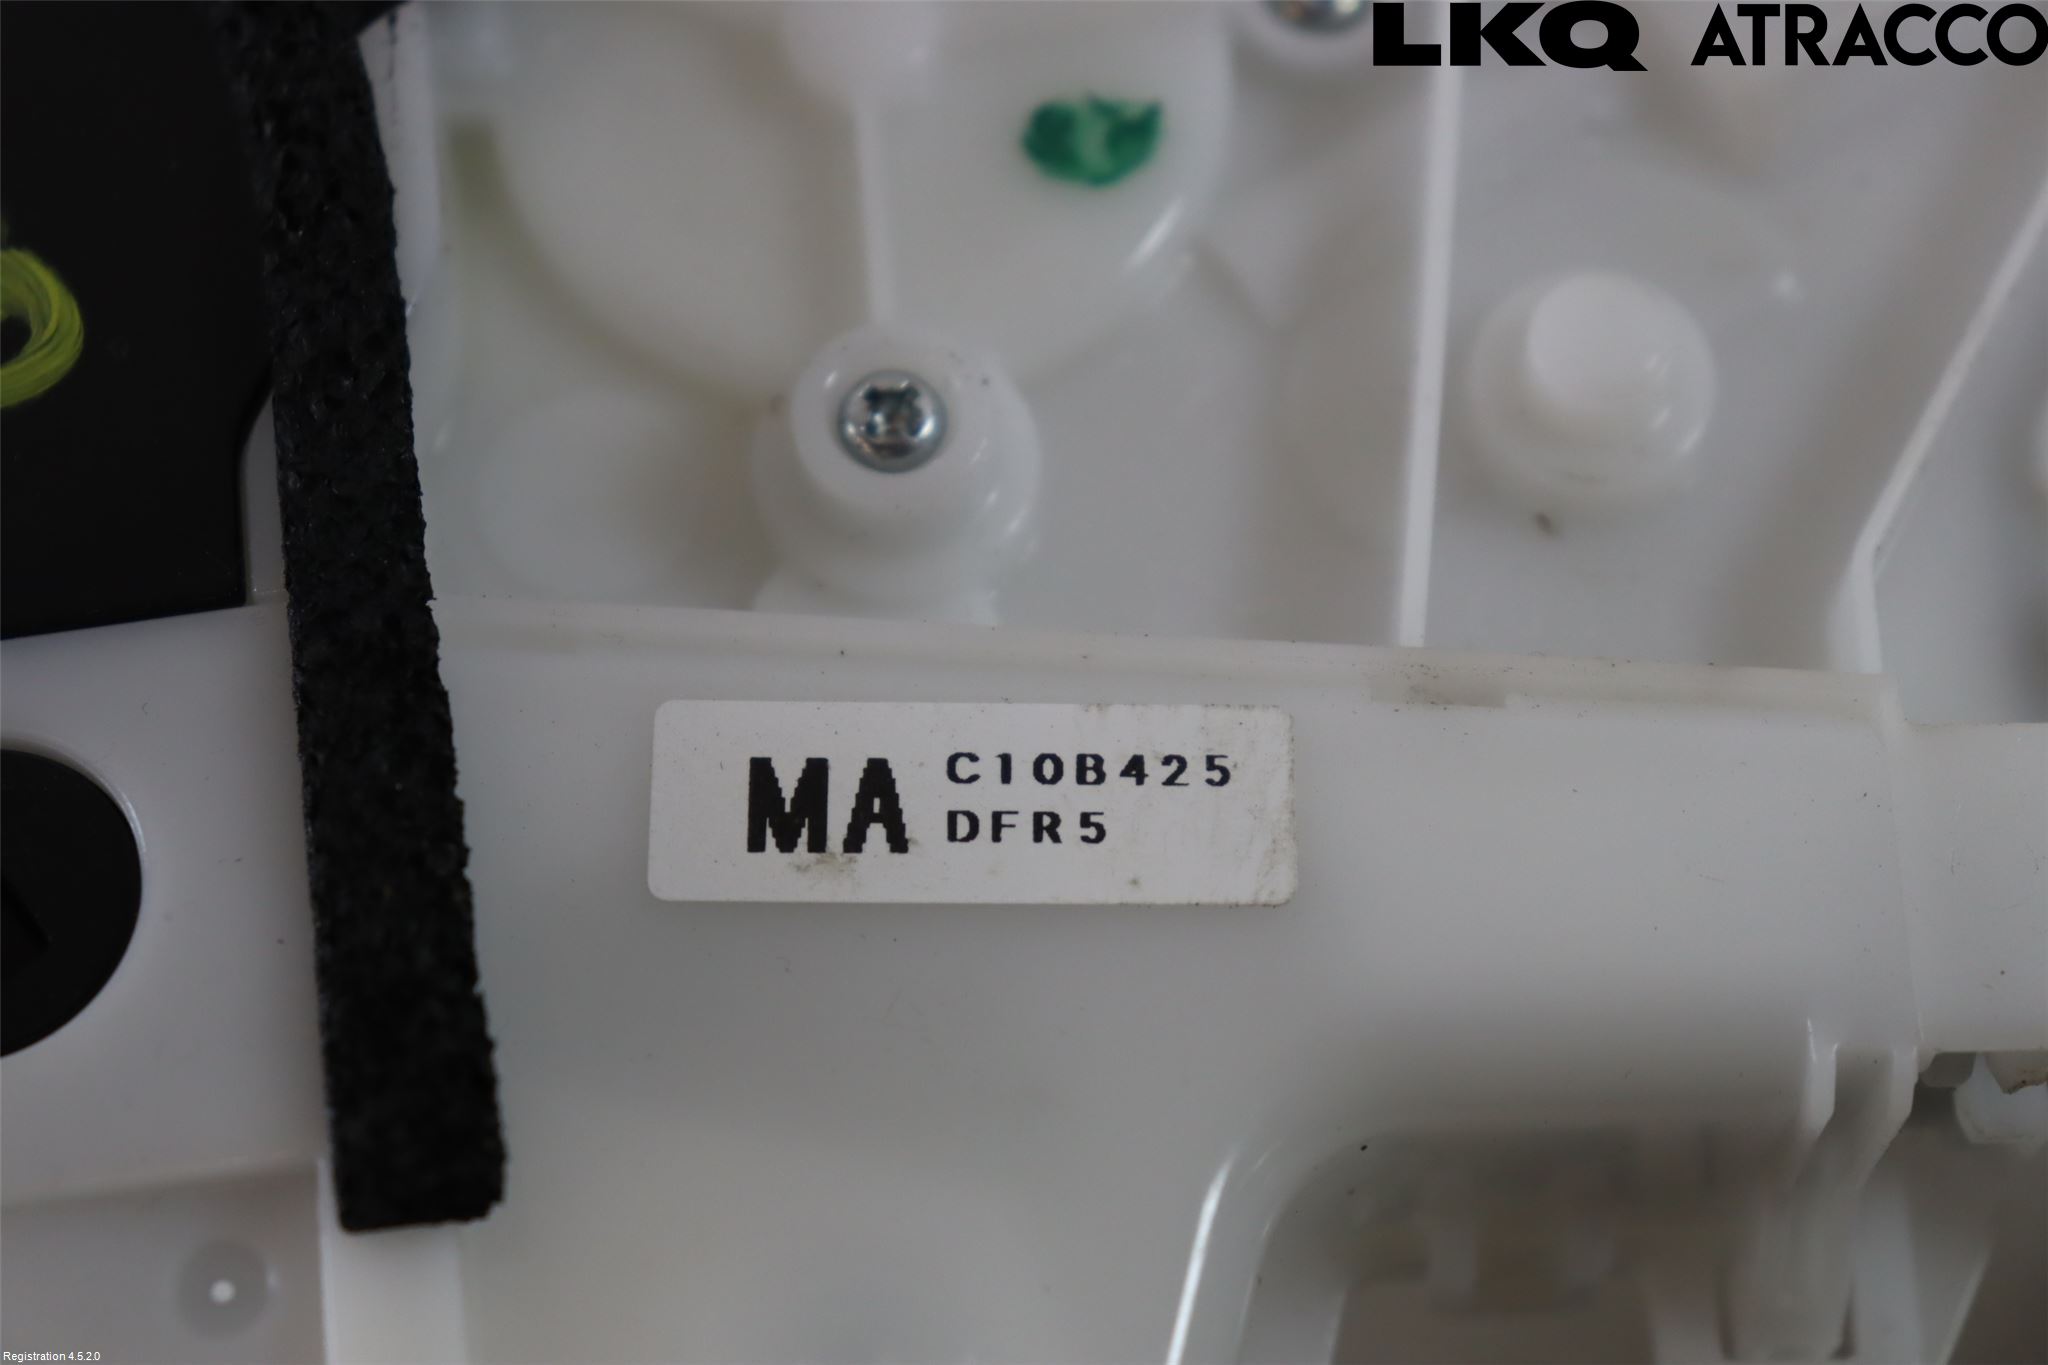 LKQ ATRACCO
MA C10B425
DFR5
Registration 4.5.2.0